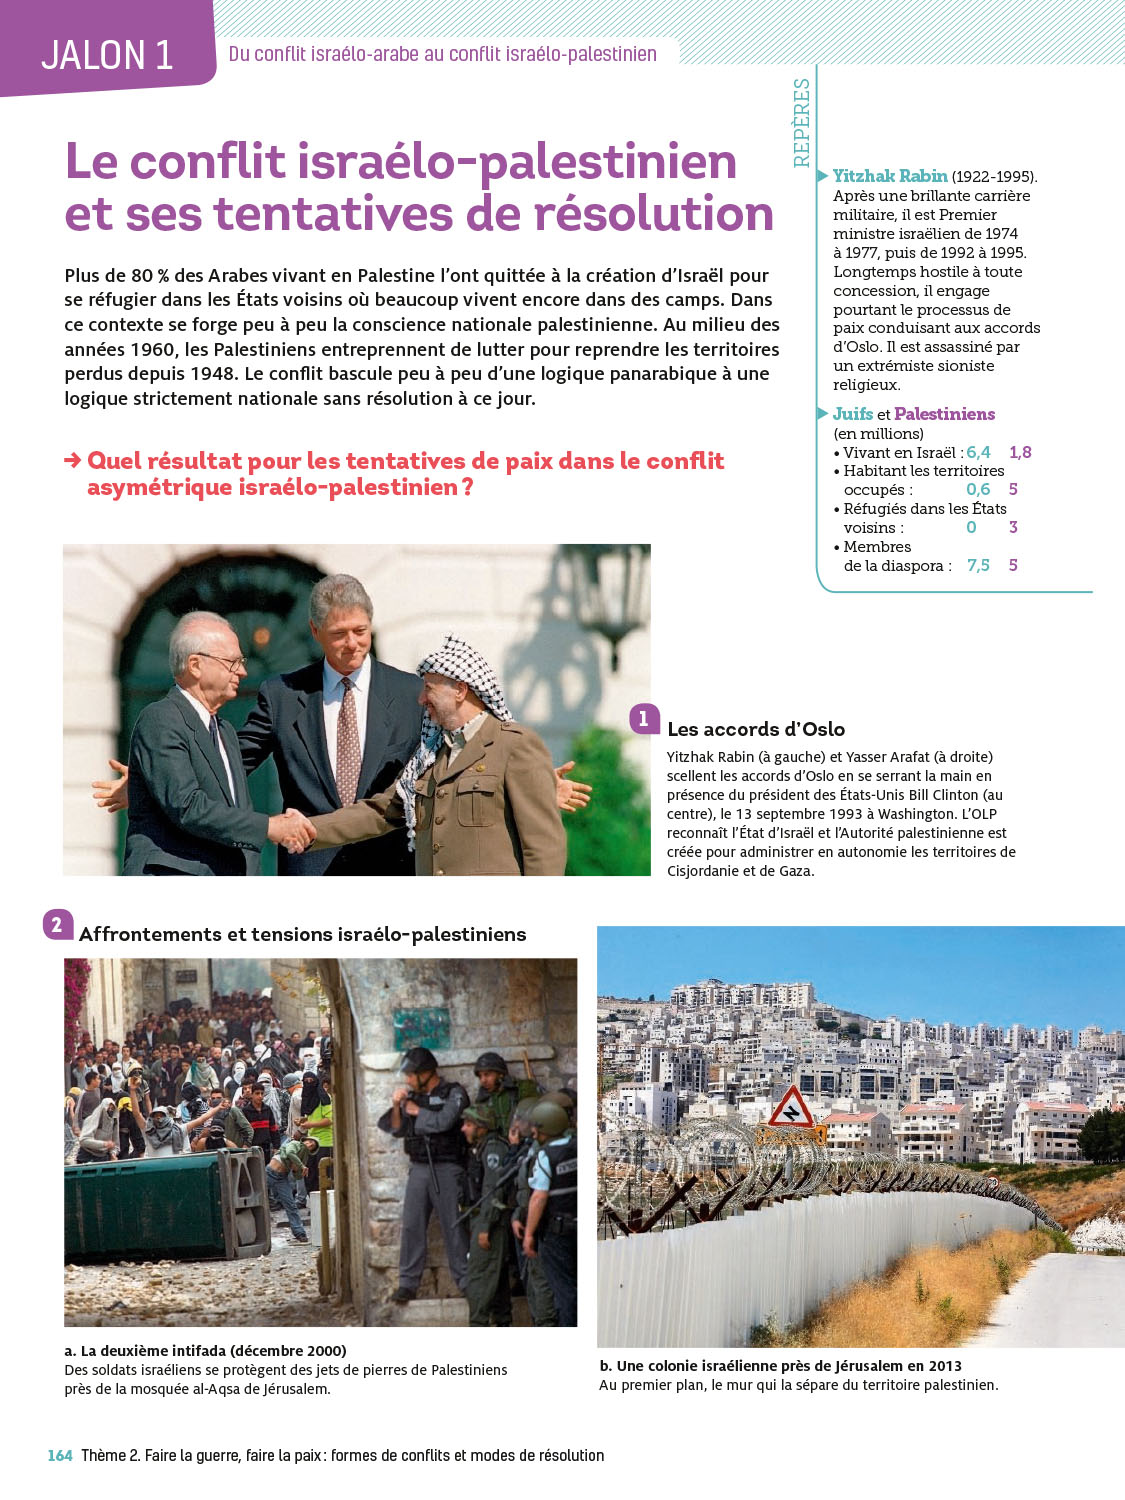 JALON 1
Du conflit israélo-arabe au conflit israélo-palestinien
Le conflit israélo-palestinien
et ses tentatives de résolution
Plus de 80 % des Arabes vivant en Palestine l’ont quittée à la création d’Israël pour
se réfugier dans les États voisins où beaucoup vivent encore dans des camps. Dans
ce contexte se forge peu à peu la conscience nationale palestinienne. Au milieu des
années 1960, les Palestiniens entreprennent de lutter pour reprendre les territoires
perdus depuis 1948. Le conflit bascule peu à peu d’une logique panarabique à une
logique strictement nationale sans résolution à ce jour.
→ Quel résultat pour les tentatives de paix dans le conflit
asymétrique israélo-palestinien ?
REPÈRES
Yitzhak Rabin (1922-1995).
Après une brillante carrière
militaire, il est Premier
ministre israélien de 1974
à 1977, puis de 1992 à 1995.
Longtemps hostile à toute
concession, il engage
pourtant le processus de
paix conduisant aux accords
d’Oslo. Il est assassiné par
un extrémiste sioniste
religieux.
Juifs et Palestiniens
(en millions)
• Vivant en Israël : 6,4 1,8
• Habitant les territoires
occupés : 0,6 5
• Réfugiés dans les États
voisins : 0 3
• Membres
de la diaspora : 7,5 5
1
Les accords d’Oslo
Yitzhak Rabin (à gauche) et Yasser Arafat (à droite)
scellent les accords d’Oslo en se serrant la main en
présence du président des États-Unis Bill Clinton (au
centre), le 13 septembre 1993 à Washington. L’OLP
reconnaît l’État d’Israël et l’Autorité palestinienne est
créée pour administrer en autonomie les territoires de
Cisjordanie et de Gaza.
2
Affrontements et tensions israélo-palestiniens
a. La deuxième intifada (décembre 2000)
Des soldats israéliens se protègent des jets de pierres de Palestiniens
près de la mosquée al-Aqsa de Jérusalem.
b. Une colonie israélienne près de Jérusalem en 2013
Au premier plan, le mur qui la sépare du territoire palestinien.
164 Thème 2. Faire la guerre, faire la paix : formes de conflits et modes de résolution